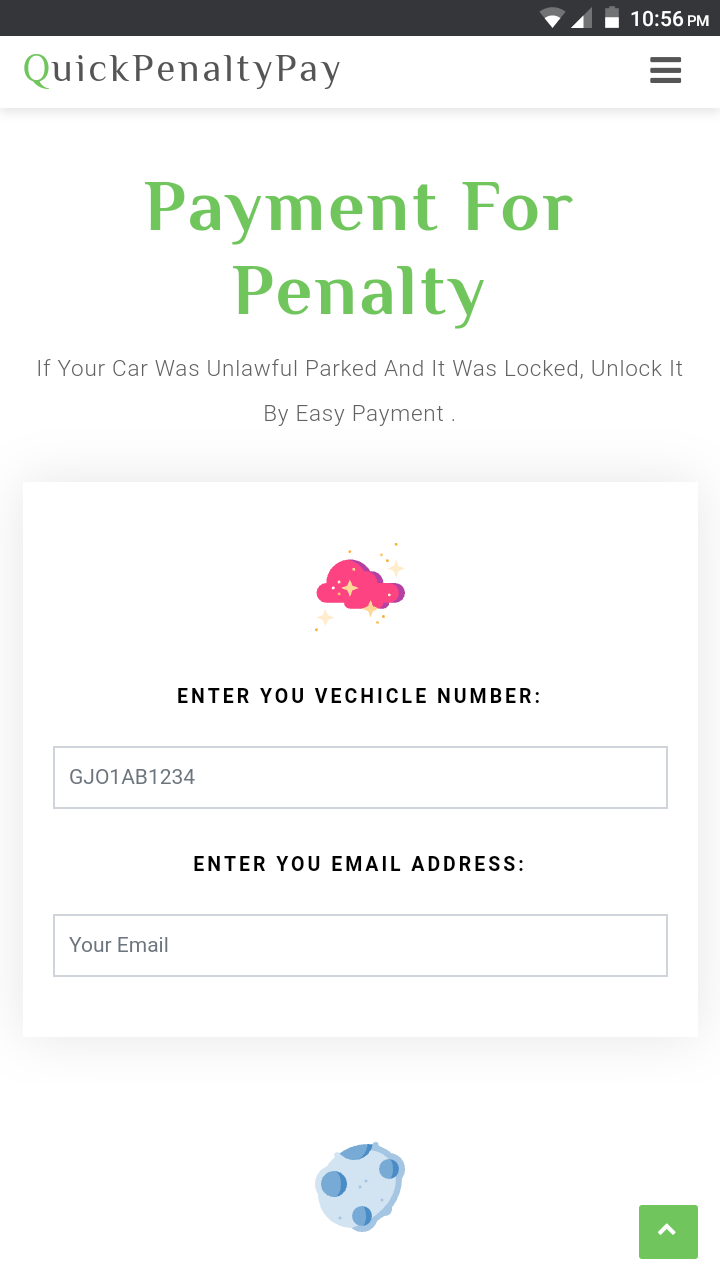 10:56 PM
QuickPenaltyPay
Payment For
Penalty
If Your Car Was Unlawful Parked And It Was Locked, Unlock It
By Easy Payment .
ENTER YOU VECHICLE NUMBER:
GJO1AB1234
ENTER YOU EMAIL ADDRESS:
Your Email